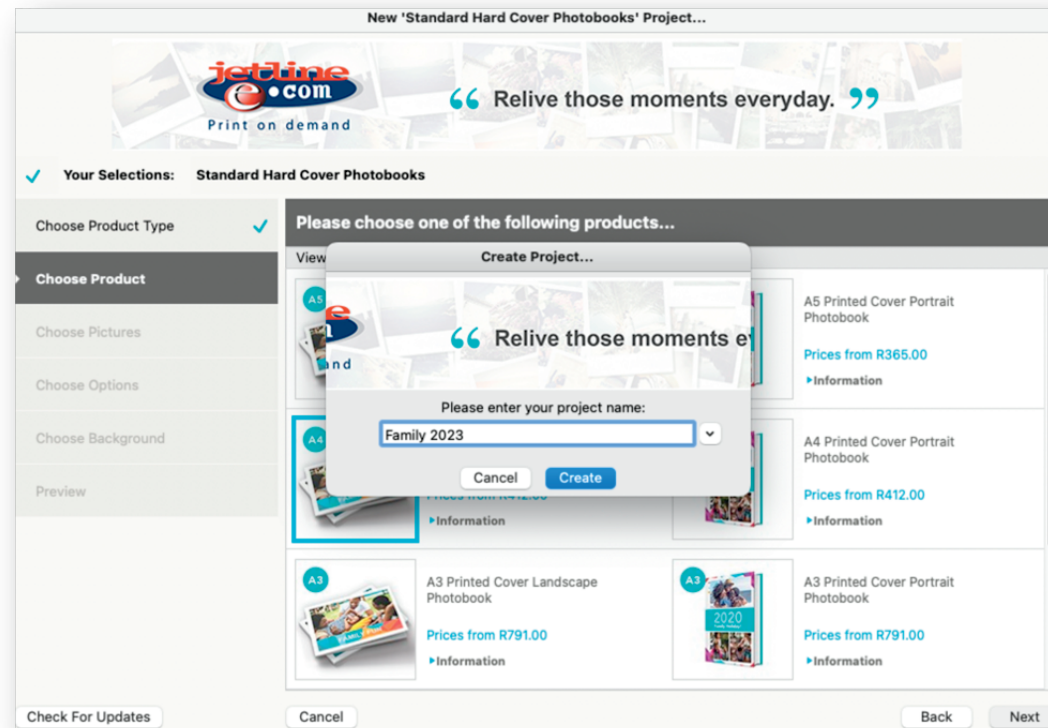 New 'Standard Hard Cover Photobooks' Project...
jetline
e.com
Print on demand
“ Relive those moments everyday. ”
Your Selections: Standard Hard Cover Photobooks
Choose Product Type
Choose Product
Choose Pictures
Choose Options
Choose Background
Preview
Please choose one of the following products...
View
Create Project...
“ Relive those moments e
and
Please enter your project name:
Family 2023
Cancel
Create
A5
A5 Printed Cover Portrait
Photobook
Prices from R365.00
Information
A4
Prices from R412.00
Information
A4 Printed Cover Portrait
Photobook
Prices from R412.00
Information
A3
A3 Printed Cover Landscape
Photobook
Prices from R791.00
Information
A3
2020
A3 Printed Cover Portrait
Photobook
Prices from R791.00
Information
Check For Updates
Cancel
Back
Next